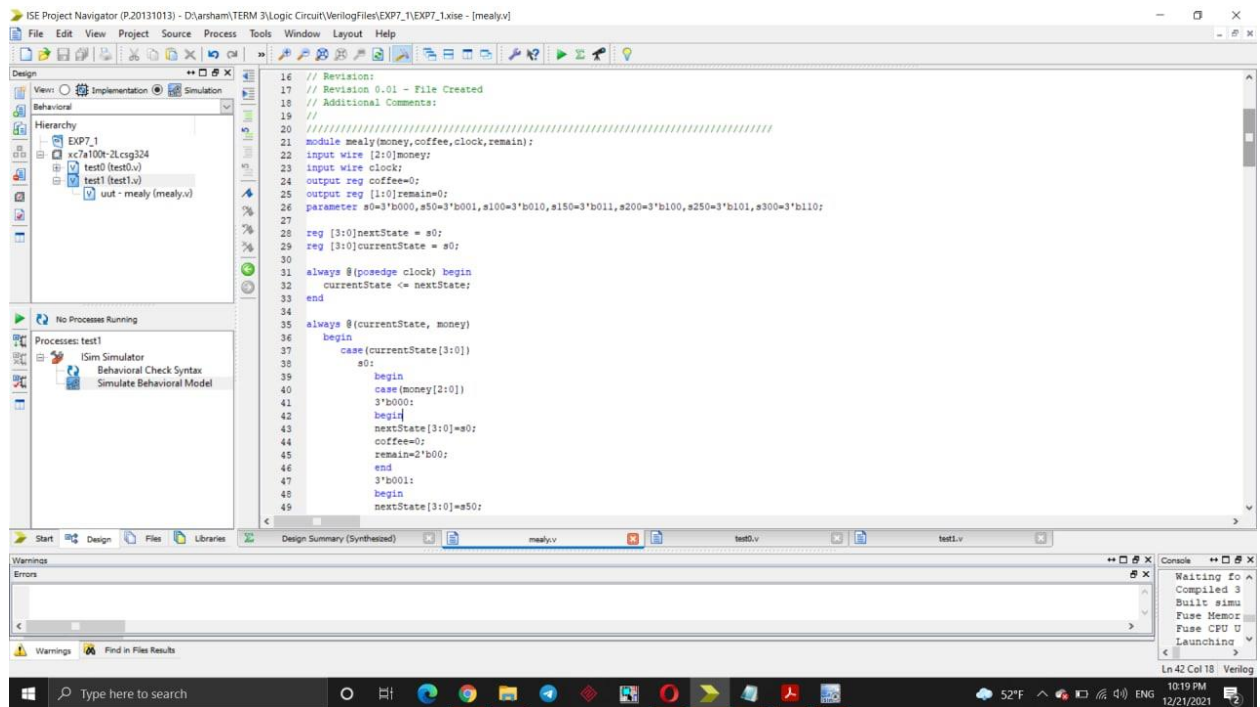 ISE Project Navigator (P.20131013) - D:\arsham\TERM 3\Logic Circuit\VerilogFiles\EXP7_1\EXP7_1.xise - [mealy.v]
File Edit View Project Source Process Tools Window Layout Help
Design
View: Implementation Simulation
Behavioral
Hierarchy
EXP7_1
xc7a100t-2Lcsg324
test0 (test0.v)
test1 (test1.v)
uut - mealy (mealy.v)
No Processes Running
Processes: test1
ISim Simulator
Behavioral Check Syntax
Simulate Behavioral Model
Start Design Files Libraries
16 // Revision:
17 // Revision 0.01 - File Created
18 // Additional Comments:
19 //
20 //////////////////////////////////////////////////////////////////////////////////
21 module mealy(money,coffee,clock,remain);
22 input wire [2:0]money;
23 input wire clock;
24 output reg coffee=0;
25 output reg [1:0]remain=0;
26 parameter s0=3'b000,s50=3'b001,s100=3'b010,s150=3'b011,s200=3'b100,s250=3'b101,s300=3'b110;
27
28 reg [3:0]nextState = s0;
29 reg [3:0]currentState = s0;
30
31 always @(posedge clock) begin
32 currentState <= nextState;
33 end
34
35 always @(currentState, money)
36 begin
37 case(currentState[3:0])
38 s0:
39 begin
40 case(money[2:0])
41 3'b000:
42 begin
43 nextState[3:0]=s0;
44 coffee=0;
45 remain=2'b00;
46 end
47 3'b001:
48 begin
49 nextState[3:0]=s50;
Design Summary (Synthesized) mealy.v test0.v test1.v
Warnings
Errors
Warnings Find in Files Results
Console
Waiting fo
Compiled 3
Built simu
Fuse Memor
Fuse CPU U
Launching
Ln 42 Col 18 Verilog
Type here to search
52°F ENG 10:19 PM
12/21/2021
2